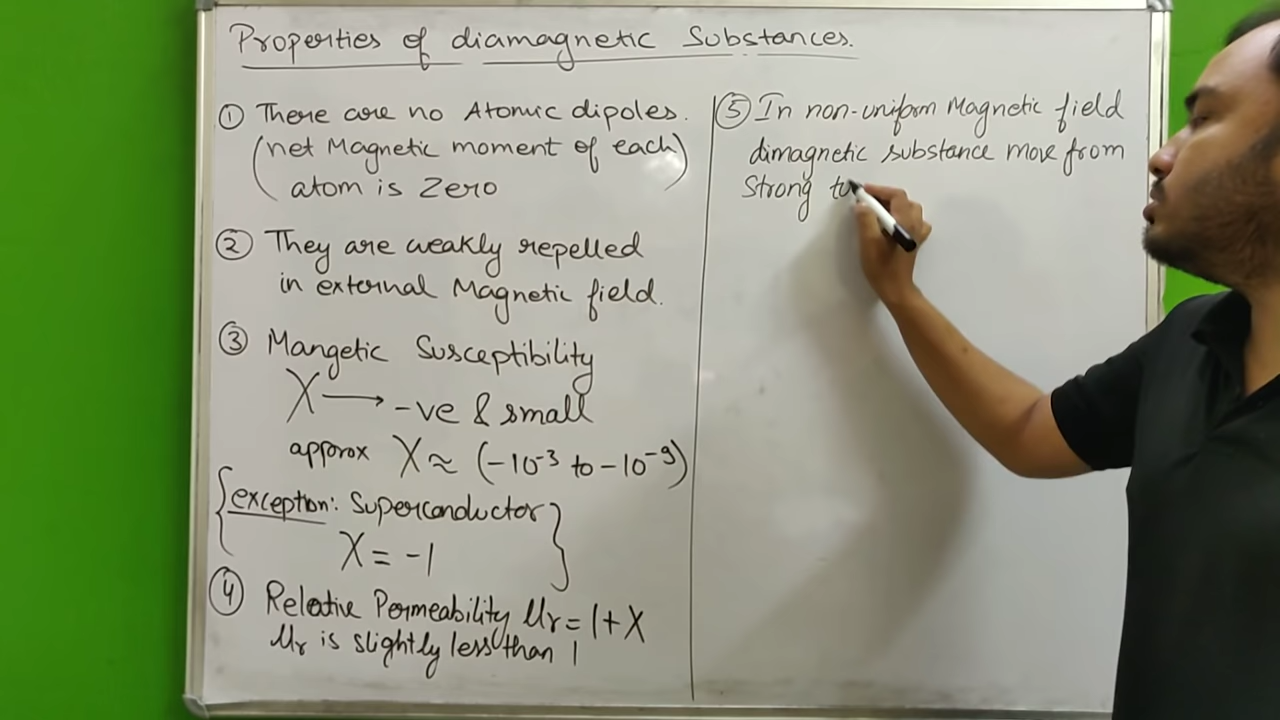 Properties of diamagnetic Substances.
① There are no Atomic dipoles.
(net Magnetic moment of each
atom is Zero)
② They are weakly repelled
in external Magnetic field.
③ Mangetic Susceptibility
χ → -ve & small
approx χ ≈ (-10⁻³ to -10⁻⁹)
{exception: Superconductor
χ = -1}
④ Relative Permeability μr = 1+χ
μr is slightly less than 1
⑤ In non-uniform Magnetic field
dimagnetic substance move from
Strong to